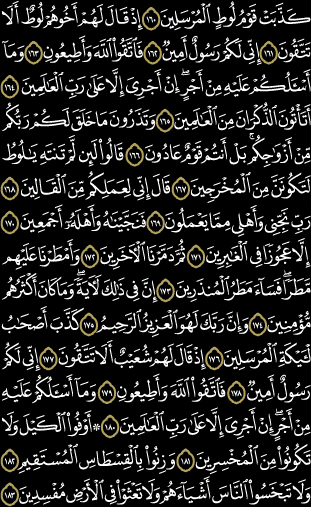 كَذَّبَتْ قَوْمُ لُوطٍ ٱلْمُرْسَلِينَ ١٦٠ إِذْ قَالَ لَهُمْ أَخُوهُمْ لُوطٌ أَلَا
تَتَّقُونَ ١٦١ إِنِّى لَكُمْ رَسُولٌ أَمِينٌ ١٦٢ فَٱتَّقُوا۟ ٱللَّهَ وَأَطِيعُونِ ١٦٣ وَمَآ
أَسْـَٔلُكُمْ عَلَيْهِ مِنْ أَجْرٍ ۖ إِنْ أَجْرِىَ إِلَّا عَلَىٰ رَبِّ ٱلْعَـٰلَمِينَ ١٦٤
أَتَأْتُونَ ٱلذُّكْرَانَ مِنَ ٱلْعَـٰلَمِينَ ١٦٥ وَتَذَرُونَ مَا خَلَقَ لَكُمْ رَبُّكُم
مِّنْ أَزْوَٰجِكُم ۚ بَلْ أَنتُمْ قَوْمٌ عَادُونَ ١٦٦ قَالُوا۟ لَئِن لَّمْ تَنتَهِ يَـٰلُوطُ
لَتَكُونَنَّ مِنَ ٱلْمُخْرَجِينَ ١٦٧ قَالَ إِنِّى لِعَمَلِكُم مِّنَ ٱلْقَالِينَ ١٦٨
رَبِّ نَجِّنِى وَأَهْلِى مِمَّا يَعْمَلُونَ ١٦٩ فَنَجَّيْنَـٰهُ وَأَهْلَهُۥٓ أَجْمَعِينَ ١٧٠
إِلَّا عَجُوزًا فِى ٱلْغَـٰبِرِينَ ١٧١ ثُمَّ دَمَّرْنَا ٱلْـَٔاخَرِينَ ١٧٢ وَأَمْطَرْنَا عَلَيْهِم
مَّطَرًا ۖ فَسَآءَ مَطَرُ ٱلْمُنذَرِينَ ١٧٣ إِنَّ فِى ذَٰلِكَ لَـَٔايَةً ۖ وَمَا كَانَ أَكْثَرُهُم
مُّؤْمِنِينَ ١٧٤ وَإِنَّ رَبَّكَ لَهُوَ ٱلْعَزِيزُ ٱلرَّحِيمُ ١٧٥ كَذَّبَ أَصْحَـٰبُ
لْـَٔيْكَةِ ٱلْمُرْسَلِينَ ١٧٦ إِذْ قَالَ لَهُمْ شُعَيْبٌ أَلَا تَتَّقُونَ ١٧٧ إِنِّى لَكُمْ
رَسُولٌ أَمِينٌ ١٧٨ فَٱتَّقُوا۟ ٱللَّهَ وَأَطِيعُونِ ١٧٩ وَمَآ أَسْـَٔلُكُمْ عَلَيْهِ
مِنْ أَجْرٍ ۖ إِنْ أَجْرِىَ إِلَّا عَلَىٰ رَبِّ ٱلْعَـٰلَمِينَ ١٨٠ ۞ أَوْفُوا۟ ٱلْكَيْلَ وَلَا
تَكُونُوا۟ مِنَ ٱلْمُخْسِرِينَ ١٨١ وَزِنُوا۟ بِٱلْقِسْطَاسِ ٱلْمُسْتَقِيمِ ١٨٢
وَلَا تَبْخَسُوا۟ ٱلنَّاسَ أَشْيَآءَهُمْ وَلَا تَعْثَوْا۟ فِى ٱلْأَرْضِ مُفْسِدِينَ ١٨٣